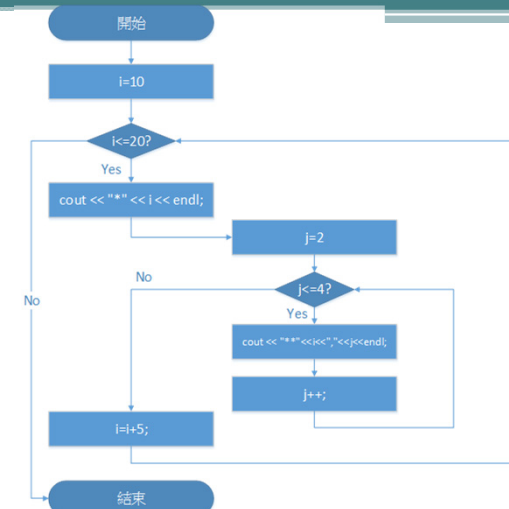 開始
i=10
i<=20?
Yes
cout << "*" << i << endl;
j=2
No
j<=4?
No
Yes
cout << "**"<<i<<","<<j<<endl;
j++;
i=i+5;
結束